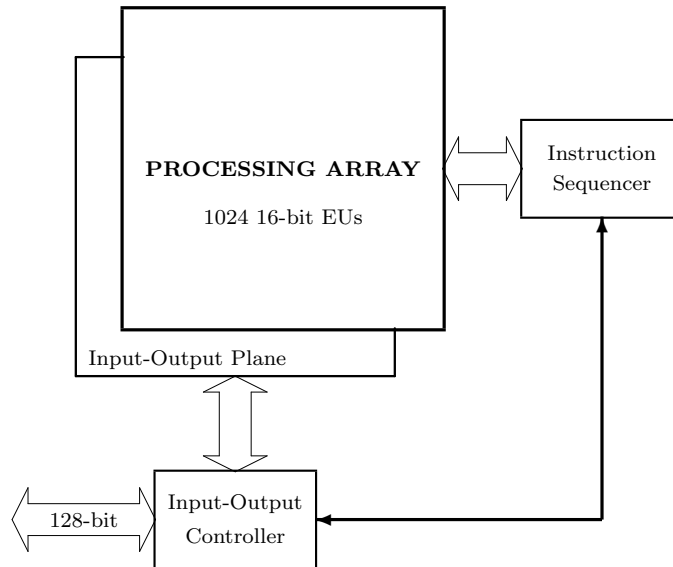 PROCESSING ARRAY
1024 16-bit EUs
Instruction
Sequencer
Input-Output Plane
Input-Output
Controller
128-bit